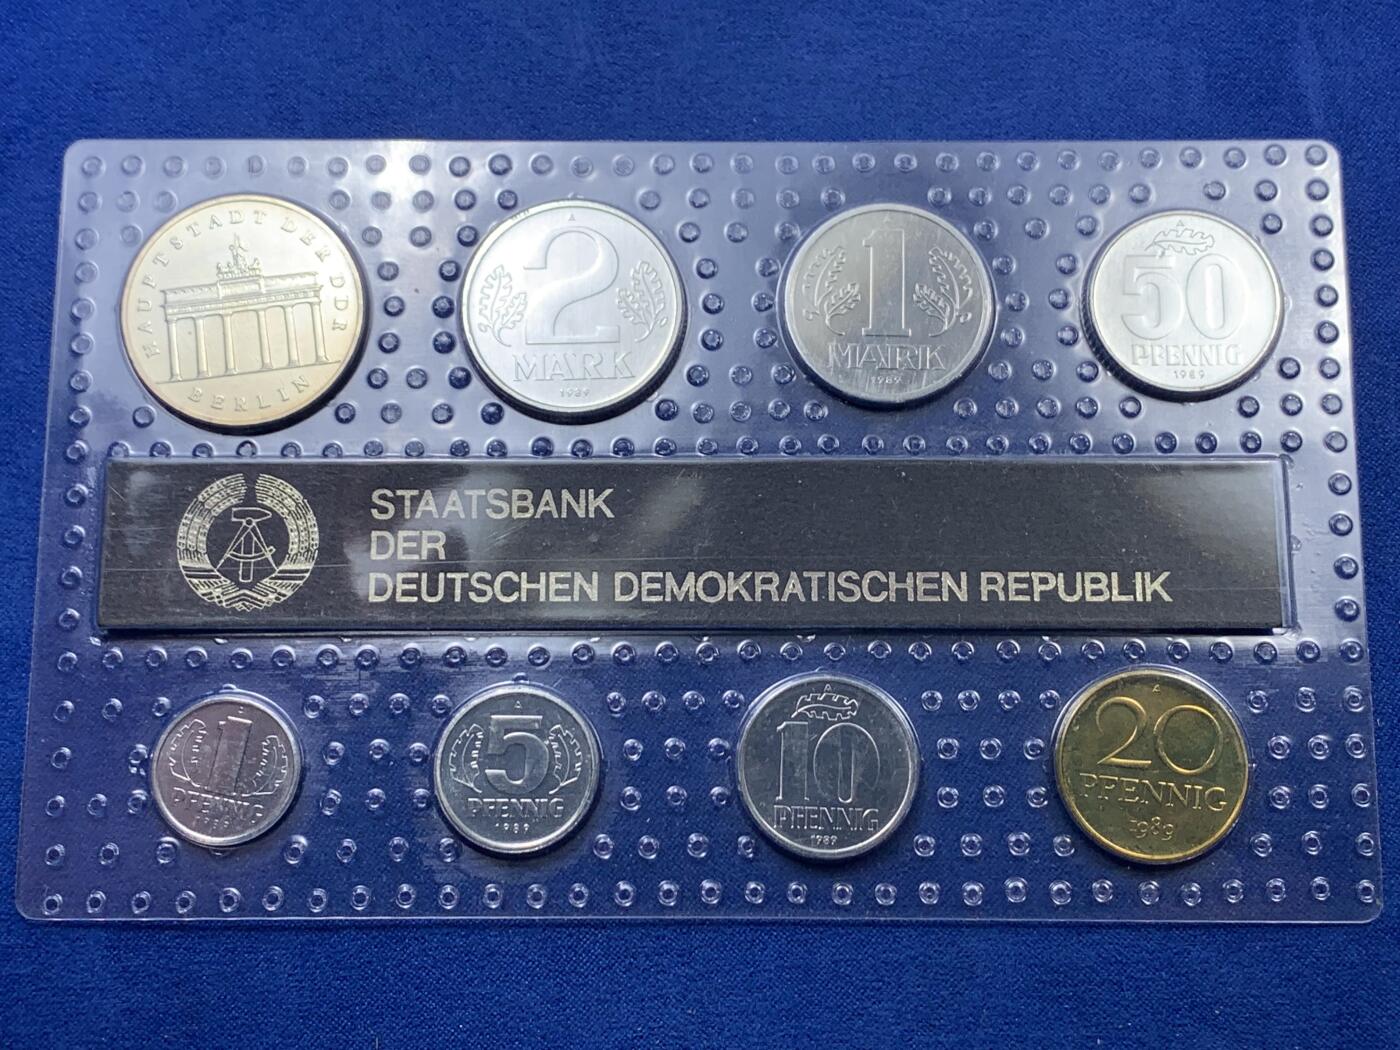 HAUPTSTADT DER DDR
BERLIN
A
2
MARK
1989
A
1
MARK
1989
A
50
PFENNIG
1989
STAATSBANK
DER
DEUTSCHEN DEMOKRATISCHEN REPUBLIK
1
PFENNIG
1989
A
5
PFENNIG
1989
A
10
PFENNIG
1989
A
20
PFENNIG
1989